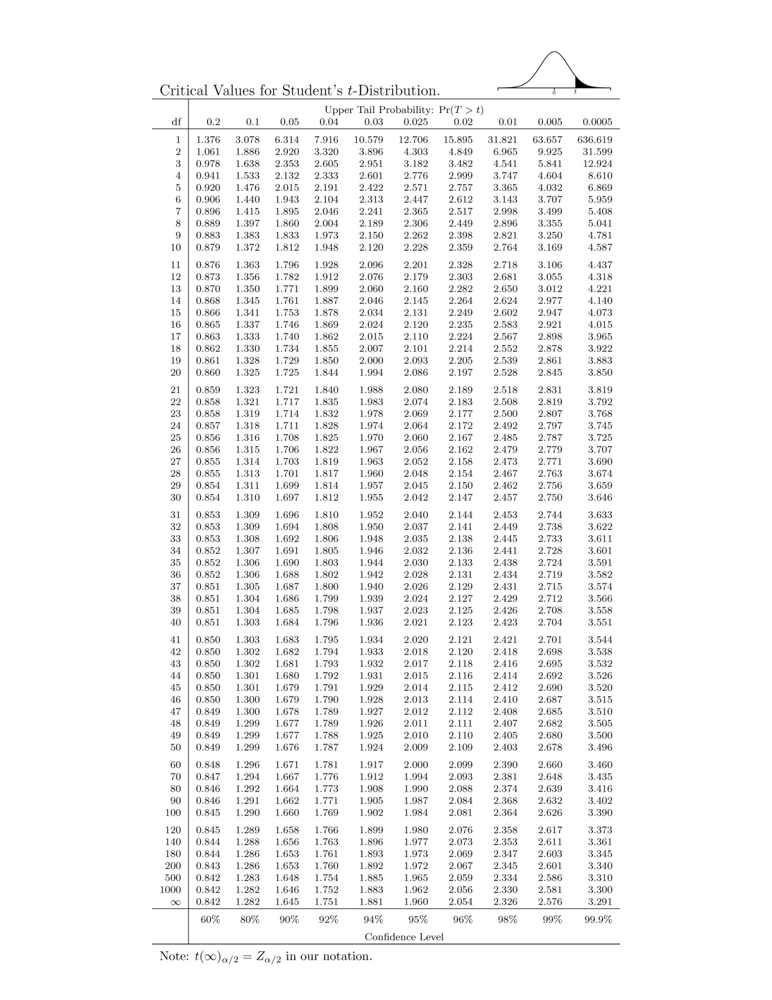 Critical Values for Student's t-Distribution.
0 t
Upper Tail Probability: Pr(T > t)
df 0.2 0.1 0.05 0.04 0.03 0.025 0.02 0.01 0.005 0.0005
1 1.376 3.078 6.314 7.916 10.579 12.706 15.895 31.821 63.657 636.619
2 1.061 1.886 2.920 3.320 3.896 4.303 4.849 6.965 9.925 31.599
3 0.978 1.638 2.353 2.605 2.951 3.182 3.482 4.541 5.841 12.924
4 0.941 1.533 2.132 2.333 2.601 2.776 2.999 3.747 4.604 8.610
5 0.920 1.476 2.015 2.191 2.422 2.571 2.757 3.365 4.032 6.869
6 0.906 1.440 1.943 2.104 2.313 2.447 2.612 3.143 3.707 5.959
7 0.896 1.415 1.895 2.046 2.241 2.365 2.517 2.998 3.499 5.408
8 0.889 1.397 1.860 2.004 2.189 2.306 2.449 2.896 3.355 5.041
9 0.883 1.383 1.833 1.973 2.150 2.262 2.398 2.821 3.250 4.781
10 0.879 1.372 1.812 1.948 2.120 2.228 2.359 2.764 3.169 4.587
11 0.876 1.363 1.796 1.928 2.096 2.201 2.328 2.718 3.106 4.437
12 0.873 1.356 1.782 1.912 2.076 2.179 2.303 2.681 3.055 4.318
13 0.870 1.350 1.771 1.899 2.060 2.160 2.282 2.650 3.012 4.221
14 0.868 1.345 1.761 1.887 2.046 2.145 2.264 2.624 2.977 4.140
15 0.866 1.341 1.753 1.878 2.034 2.131 2.249 2.602 2.947 4.073
16 0.865 1.337 1.746 1.869 2.024 2.120 2.235 2.583 2.921 4.015
17 0.863 1.333 1.740 1.862 2.015 2.110 2.224 2.567 2.898 3.965
18 0.862 1.330 1.734 1.855 2.007 2.101 2.214 2.552 2.878 3.922
19 0.861 1.328 1.729 1.850 2.000 2.093 2.205 2.539 2.861 3.883
20 0.860 1.325 1.725 1.844 1.994 2.086 2.197 2.528 2.845 3.850
21 0.859 1.323 1.721 1.840 1.988 2.080 2.189 2.518 2.831 3.819
22 0.858 1.321 1.717 1.835 1.983 2.074 2.183 2.508 2.819 3.792
23 0.858 1.319 1.714 1.832 1.978 2.069 2.177 2.500 2.807 3.768
24 0.857 1.318 1.711 1.828 1.974 2.064 2.172 2.492 2.797 3.745
25 0.856 1.316 1.708 1.825 1.970 2.060 2.167 2.485 2.787 3.725
26 0.856 1.315 1.706 1.822 1.967 2.056 2.162 2.479 2.779 3.707
27 0.855 1.314 1.703 1.819 1.963 2.052 2.158 2.473 2.771 3.690
28 0.855 1.313 1.701 1.817 1.960 2.048 2.154 2.467 2.763 3.674
29 0.854 1.311 1.699 1.814 1.957 2.045 2.150 2.462 2.756 3.659
30 0.854 1.310 1.697 1.812 1.955 2.042 2.147 2.457 2.750 3.646
31 0.853 1.309 1.696 1.810 1.952 2.040 2.144 2.453 2.744 3.633
32 0.853 1.309 1.694 1.808 1.950 2.037 2.141 2.449 2.738 3.622
33 0.853 1.308 1.692 1.806 1.948 2.035 2.138 2.445 2.733 3.611
34 0.852 1.307 1.691 1.805 1.946 2.032 2.136 2.441 2.728 3.601
35 0.852 1.306 1.690 1.803 1.944 2.030 2.133 2.438 2.724 3.591
36 0.852 1.306 1.688 1.802 1.942 2.028 2.131 2.434 2.719 3.582
37 0.851 1.305 1.687 1.800 1.940 2.026 2.129 2.431 2.715 3.574
38 0.851 1.304 1.686 1.799 1.939 2.024 2.127 2.429 2.712 3.566
39 0.851 1.304 1.685 1.798 1.937 2.023 2.125 2.426 2.708 3.558
40 0.851 1.303 1.684 1.796 1.936 2.021 2.123 2.423 2.704 3.551
41 0.850 1.303 1.683 1.795 1.934 2.020 2.121 2.421 2.701 3.544
42 0.850 1.302 1.682 1.794 1.933 2.018 2.120 2.418 2.698 3.538
43 0.850 1.302 1.681 1.793 1.932 2.017 2.118 2.416 2.695 3.532
44 0.850 1.301 1.680 1.792 1.931 2.015 2.116 2.414 2.692 3.526
45 0.850 1.301 1.679 1.791 1.929 2.014 2.115 2.412 2.690 3.520
46 0.850 1.300 1.679 1.790 1.928 2.013 2.114 2.410 2.687 3.515
47 0.849 1.300 1.678 1.789 1.927 2.012 2.112 2.408 2.685 3.510
48 0.849 1.299 1.677 1.789 1.926 2.011 2.111 2.407 2.682 3.505
49 0.849 1.299 1.677 1.788 1.925 2.010 2.110 2.405 2.680 3.500
50 0.849 1.299 1.676 1.787 1.924 2.009 2.109 2.403 2.678 3.496
60 0.848 1.296 1.671 1.781 1.917 2.000 2.099 2.390 2.660 3.460
70 0.847 1.294 1.667 1.776 1.912 1.994 2.093 2.381 2.648 3.435
80 0.846 1.292 1.664 1.773 1.908 1.990 2.088 2.374 2.639 3.416
90 0.846 1.291 1.662 1.771 1.905 1.987 2.084 2.368 2.632 3.402
100 0.845 1.290 1.660 1.769 1.902 1.984 2.081 2.364 2.626 3.390
120 0.845 1.289 1.658 1.766 1.899 1.980 2.076 2.358 2.617 3.373
140 0.844 1.288 1.656 1.763 1.896 1.977 2.073 2.353 2.611 3.361
180 0.844 1.286 1.653 1.761 1.893 1.973 2.069 2.347 2.603 3.345
200 0.843 1.286 1.653 1.760 1.892 1.972 2.067 2.345 2.601 3.340
500 0.842 1.283 1.648 1.754 1.885 1.965 2.059 2.334 2.586 3.310
1000 0.842 1.282 1.646 1.752 1.883 1.962 2.056 2.330 2.581 3.300
∞ 0.842 1.282 1.645 1.751 1.881 1.960 2.054 2.326 2.576 3.291
60% 80% 90% 92% 94% 95% 96% 98% 99% 99.9%
Confidence Level
Note: t(∞)α/2 = Zα/2 in our notation.